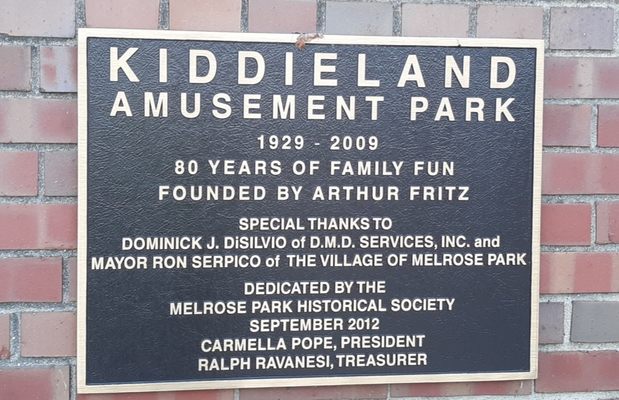 KIDDIELAND
AMUSEMENT PARK
1929 - 2009
80 YEARS OF FAMILY FUN
FOUNDED BY ARTHUR FRITZ
SPECIAL THANKS TO
DOMINICK J. DiSILVIO of D.M.D. SERVICES, INC. and
MAYOR RON SERPICO of THE VILLAGE OF MELROSE PARK
DEDICATED BY THE
MELROSE PARK HISTORICAL SOCIETY
SEPTEMBER 2012
CARMELLA POPE, PRESIDENT
RALPH RAVANESI, TREASURER